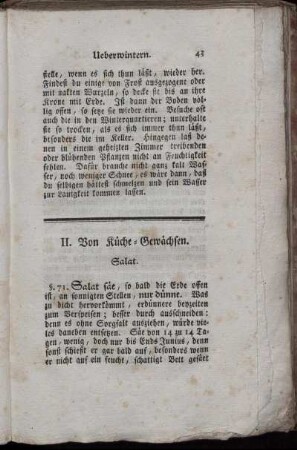 Ueberwintern. 43
stelle, wenn es sich thun läßt, wieder her.
Findest du einige von Frost ausgezogene oder
mit nakten Wurzeln, so decke sie bis an ihre
Krone mit Erde. Ist dann der Boden völ-
lig offen, so seze sie wieder ein. Besuche oft
auch die in den Winterquartieren; unterhalte
sie so trocken, als es sich immer thun läßt,
besonders die im Keller. Hingegen laß de-
nen in einem geheizten Zimmer treibenden
oder blühenden Pflanzen nicht an Feuchtigkeit
fehlen. Dafür brauche nicht ganz kalt Was-
ser, noch weniger Schnee, es wäre dann, daß
du selbigen hättest schmelzen und sein Wasser
zur Lauigkeit kommen lassen.
II. Von Küche-Gewächsen.
Salat.
§. 71. Salat säe, so bald die Erde offen
ist, an sonnigten Stellen, nur dünne. Was
zu dicht hervorkömmt, erdünnere bezzeiten
zum Verspeisen; besser durch ausschneiden:
denn es ohne Sorgfalt ausziehen, würde vie-
les daneben entsetzen. Säe von 14 zu 14 Ta-
gen, wenig, doch nur bis Ends Junius, denn
sonst schießt er gar bald auf, besonders wenn
er nicht auf ein feucht, schattigt Bett gesäet